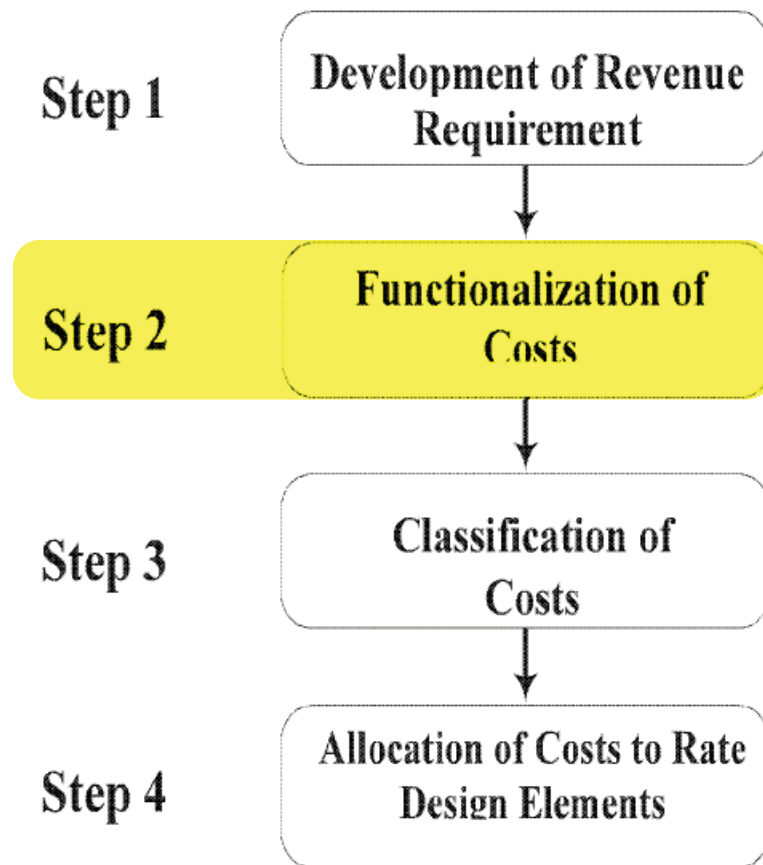 Step 1
Development of Revenue
Requirement
Step 2
Functionalization of
Costs
Step 3
Classification of
Costs
Step 4
Allocation of Costs to Rate
Design Elements